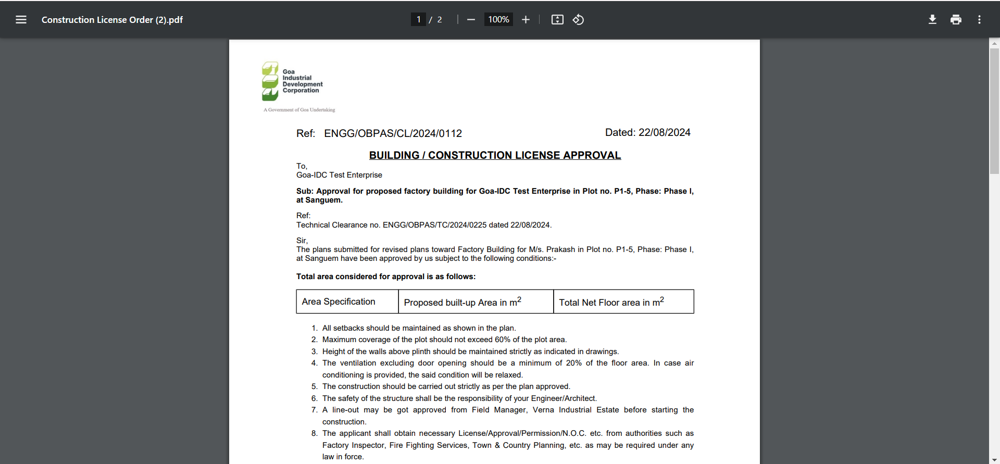 Construction License Order (2).pdf
1 / 2
100%
Goa
Industrial
Development
Corporation
A Government of Goa Undertaking
Ref: ENGG/OBPAS/CL/2024/0112
Dated: 22/08/2024
BUILDING / CONSTRUCTION LICENSE APPROVAL
To,
Goa-IDC Test Enterprise
Sub: Approval for proposed factory building for Goa-IDC Test Enterprise in Plot no. P1-5, Phase: Phase I,
at Sanguem.
Ref:
Technical Clearance no. ENGG/OBPAS/TC/2024/0225 dated 22/08/2024.
Sir,
The plans submitted for revised plans toward Factory Building for M/s. Prakash in Plot no. P1-5, Phase: Phase I,
at Sanguem have been approved by us subject to the following conditions:-
Total area considered for approval is as follows:
Area Specification
Proposed built-up Area in m²
Total Net Floor area in m²
1. All setbacks should be maintained as shown in the plan.
2. Maximum coverage of the plot should not exceed 60% of the plot area.
3. Height of the walls above plinth should be maintained strictly as indicated in drawings.
4. The ventilation excluding door opening should be a minimum of 20% of the floor area. In case air
conditioning is provided, the said condition will be relaxed.
5. The construction should be carried out strictly as per the plan approved.
6. The safety of the structure shall be the responsibility of your Engineer/Architect.
7. A line-out may be got approved from Field Manager, Verna Industrial Estate before starting the
construction.
8. The applicant shall obtain necessary License/Approval/Permission/N.O.C. etc. from authorities such as
Factory Inspector, Fire Fighting Services, Town & Country Planning, etc. as may be required under any
law in force.